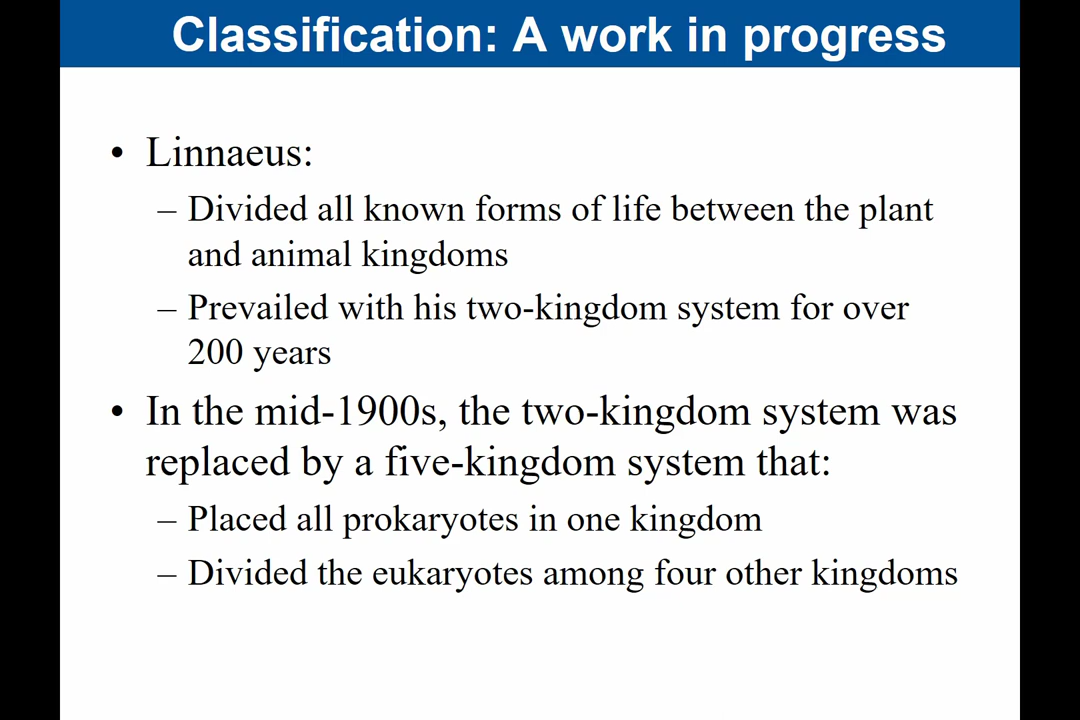 Classification: A work in progress
• Linnaeus:
– Divided all known forms of life between the plant
and animal kingdoms
– Prevailed with his two-kingdom system for over
200 years
• In the mid-1900s, the two-kingdom system was
replaced by a five-kingdom system that:
– Placed all prokaryotes in one kingdom
– Divided the eukaryotes among four other kingdoms